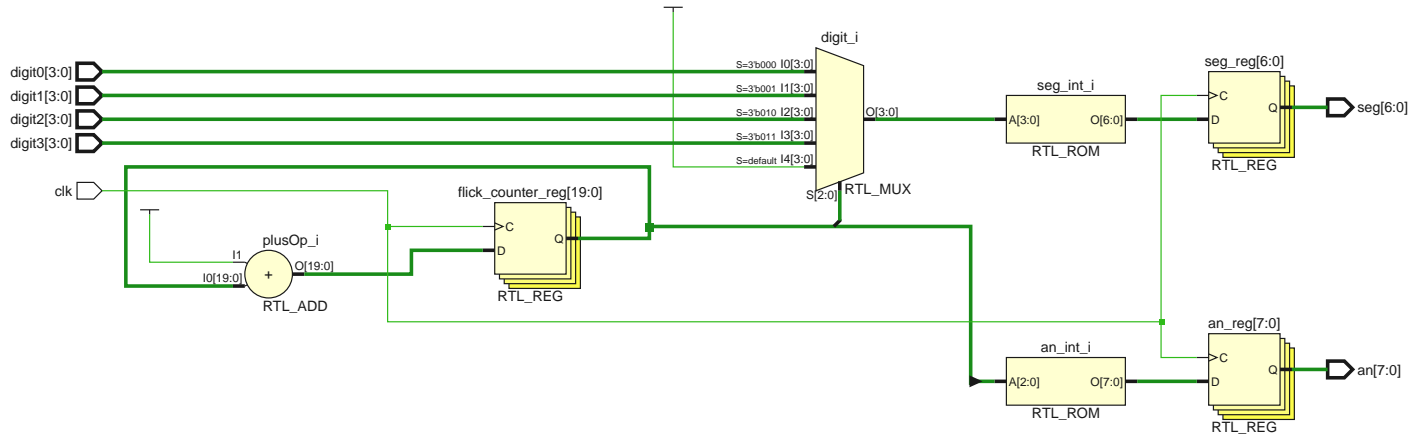 digit_i
digit0[3:0]
S=3'b000 I0[3:0]
digit1[3:0]
S=3'b001 I1[3:0]
digit2[3:0]
S=3'b010 I2[3:0]
digit3[3:0]
S=3'b011 I3[3:0]
S=default I4[3:0]
O[3:0]
S[2:0]
RTL_MUX
seg_int_i
A[3:0] O[6:0]
RTL_ROM
seg_reg[6:0]
C
Q
D
RTL_REG
seg[6:0]
clk
flick_counter_reg[19:0]
C
Q
D
RTL_REG
plusOp_i
I1
O[19:0]
I0[19:0]
+
RTL_ADD
an_int_i
A[2:0] O[7:0]
RTL_ROM
an_reg[7:0]
C
Q
D
RTL_REG
an[7:0]